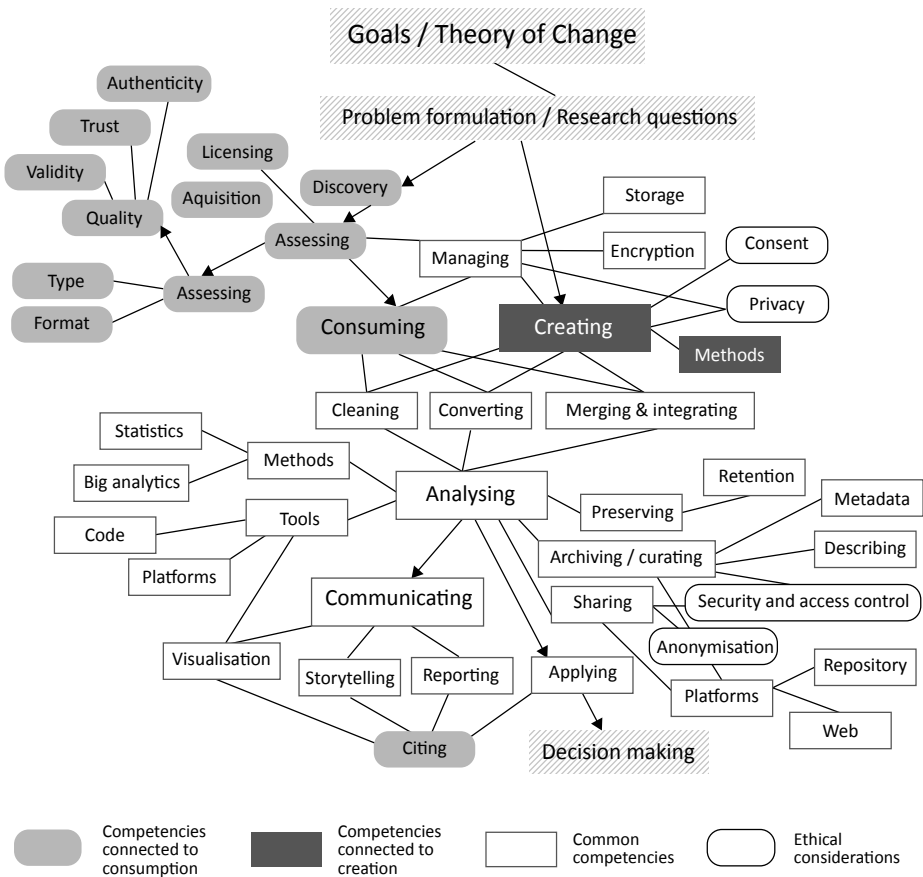 Goals / Theory of Change
Authenticity
Problem formulation / Research questions
Trust
Licensing
Validity
Discovery
Aquisition
Storage
Quality
Assessing
Managing
Encryption
Consent
Type
Assessing
Privacy
Format
Consuming
Creating
Methods
Cleaning
Converting
Merging & integrating
Statistics
Methods
Big analytics
Analysing
Retention
Metadata
Code
Tools
Preserving
Platforms
Archiving / curating
Describing
Communicating
Sharing
Security and access control
Anonymisation
Visualisation
Storytelling
Reporting
Applying
Platforms
Repository
Web
Citing
Decision making
Competencies
connected to
consumption
Competencies
connected to
creation
Common
competencies
Ethical
considerations